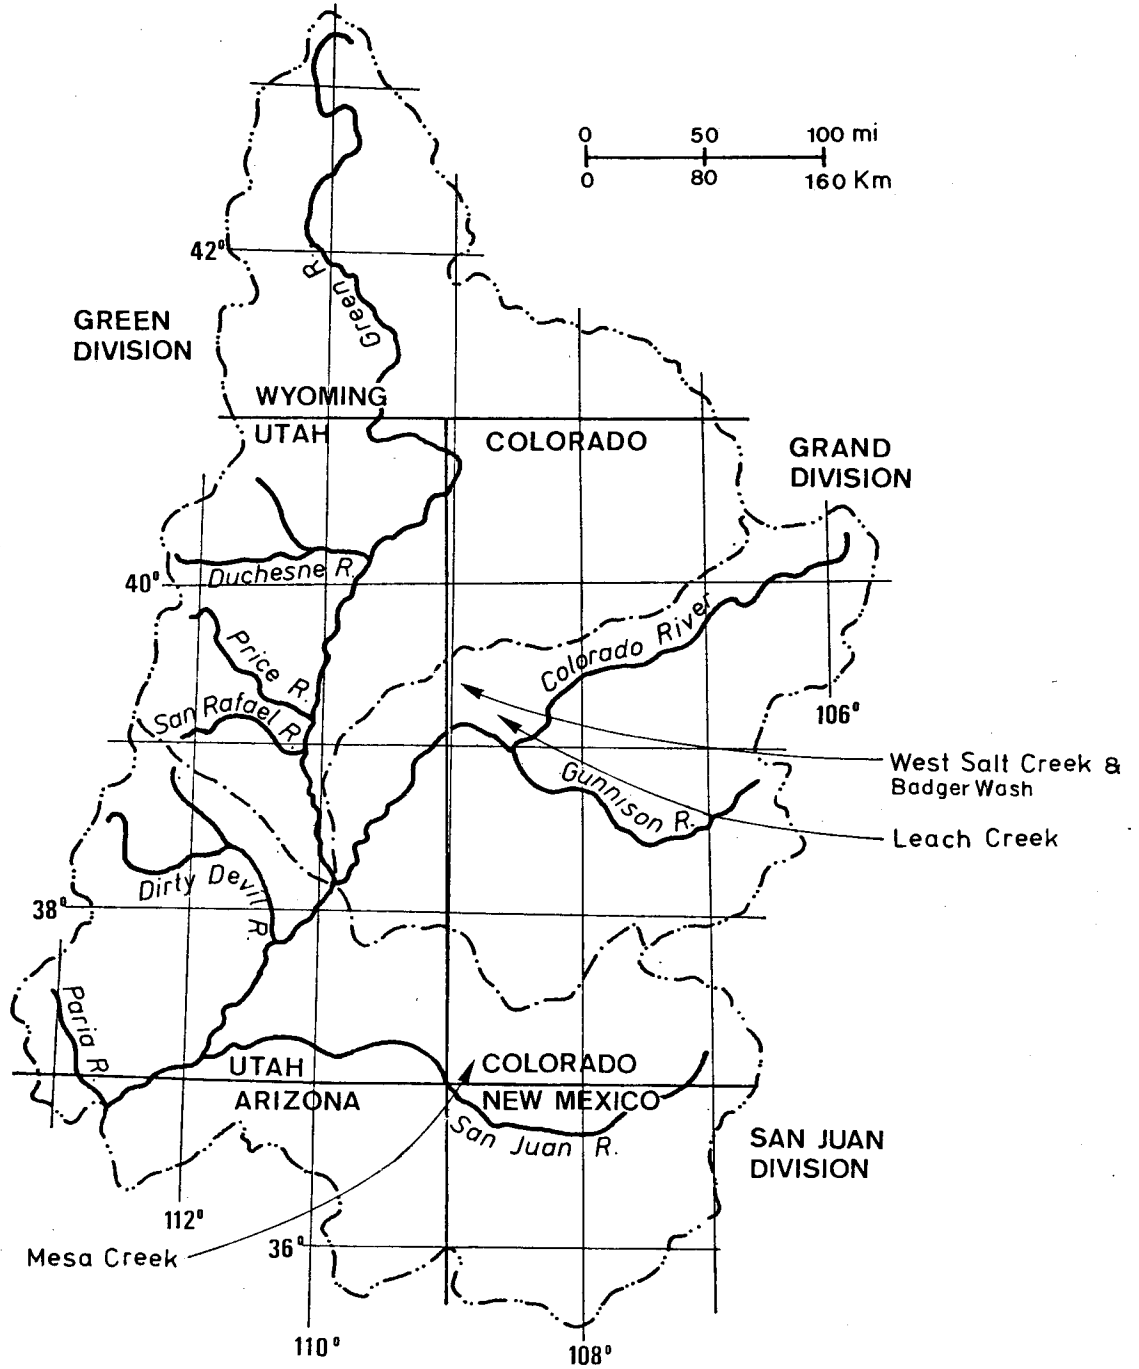 0 50 100 mi
0 80 160 Km
42°
Green R.
GREEN
DIVISION
WYOMING
UTAH
COLORADO
GRAND
DIVISION
Duchesne R.
40°
Colorado River
Price R.
San Rafael R.
106°
West Salt Creek &
Badger Wash
Gunnison R.
Leach Creek
Dirty Devil R.
38°
Paria R.
UTAH
COLORADO
ARIZONA
NEW MEXICO
San Juan R.
SAN JUAN
DIVISION
112°
Mesa Creek
36°
110°
108°